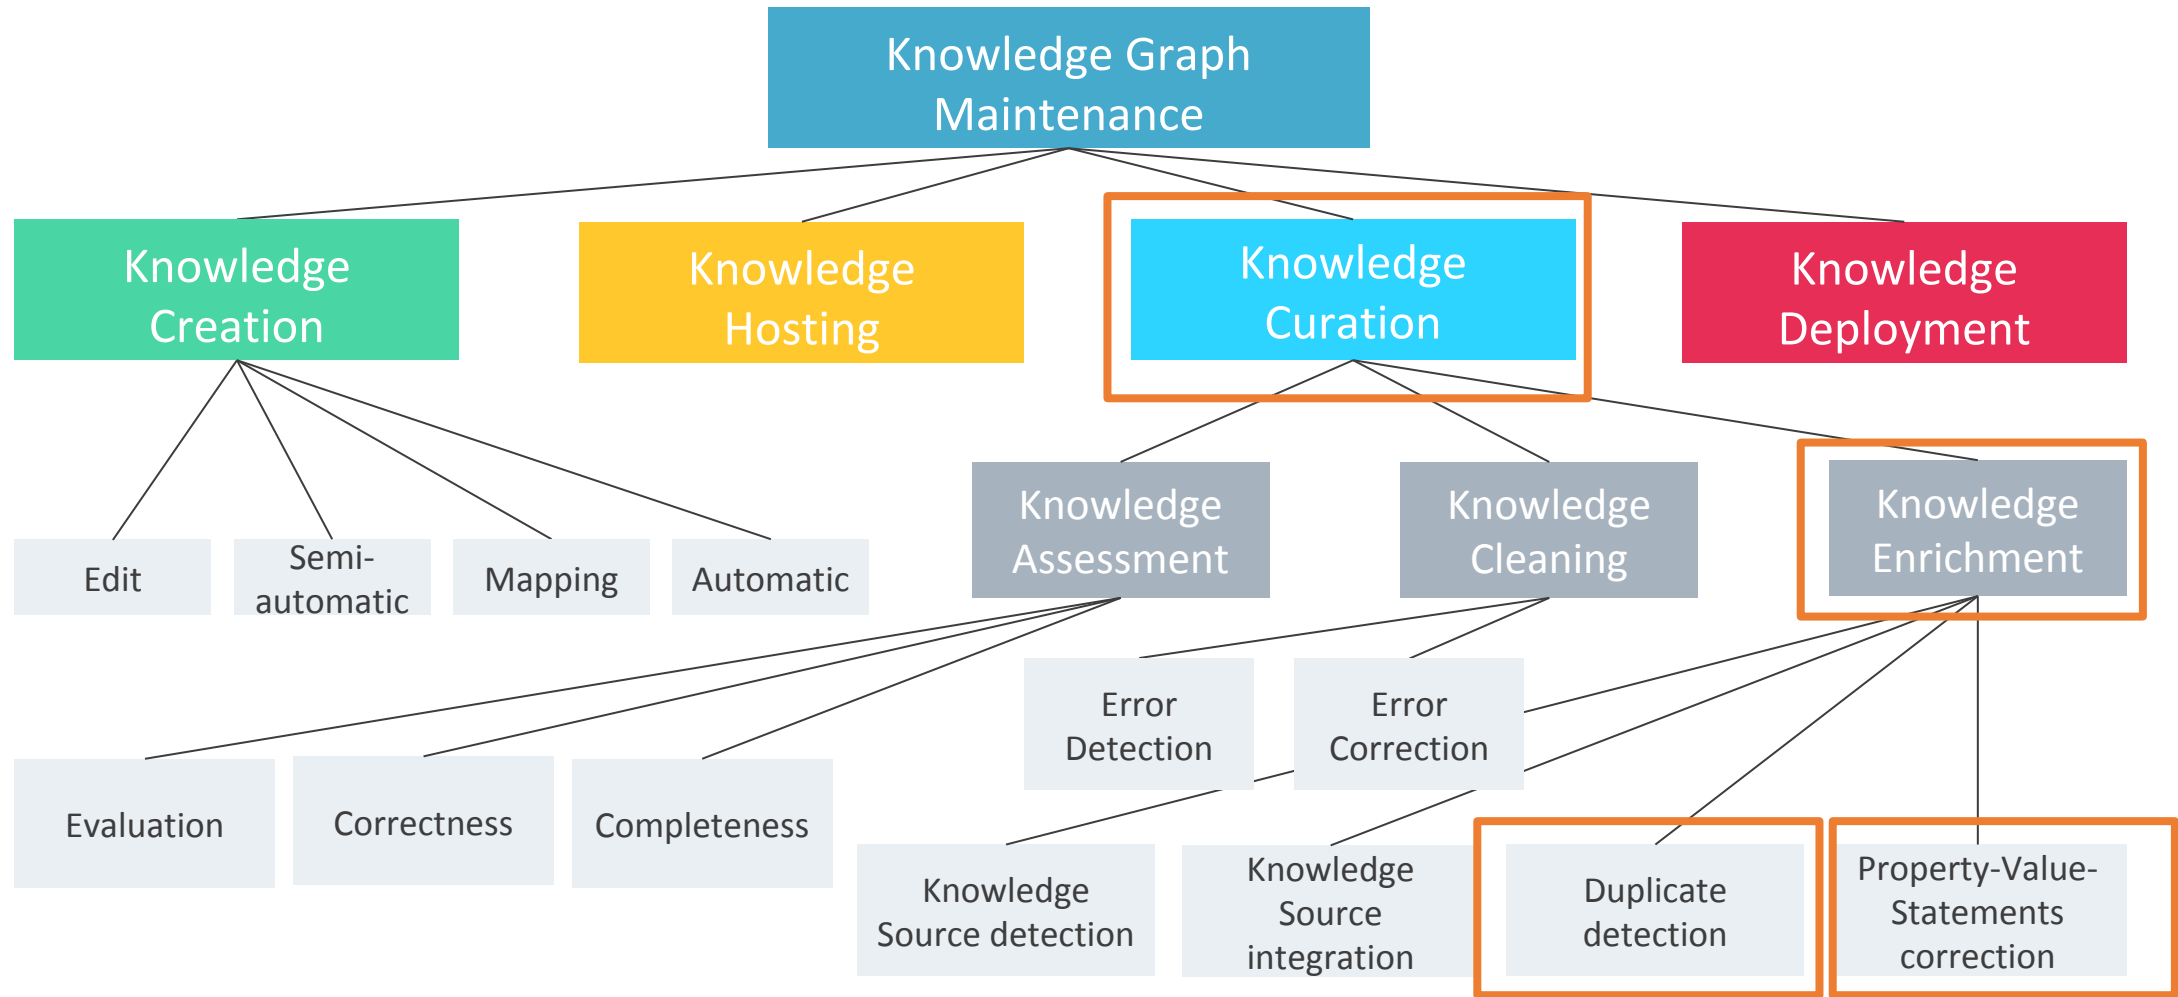 Knowledge Graph
Maintenance
Knowledge
Creation
Knowledge
Hosting
Knowledge
Curation
Knowledge
Deployment
Knowledge
Assessment
Knowledge
Cleaning
Knowledge
Enrichment
Edit
Semi-
automatic
Mapping
Automatic
Error
Detection
Error
Correction
Evaluation
Correctness
Completeness
Knowledge
Source detection
Knowledge
Source
integration
Duplicate
detection
Property-Value-
Statements
correction